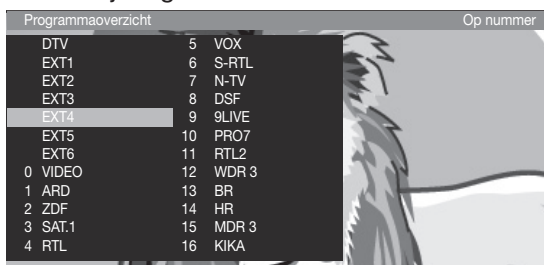 Programmaoverzicht Op nummer
DTV 5 VOX
EXT1 6 S-RTL
EXT2 7 N-TV
EXT3 8 DSF
EXT4 9 9LIVE
EXT5 10 PRO7
EXT6 11 RTL2
0 VIDEO 12 WDR 3
1 ARD 13 BR
2 ZDF 14 HR
3 SAT.1 15 MDR 3
4 RTL 16 KIKA